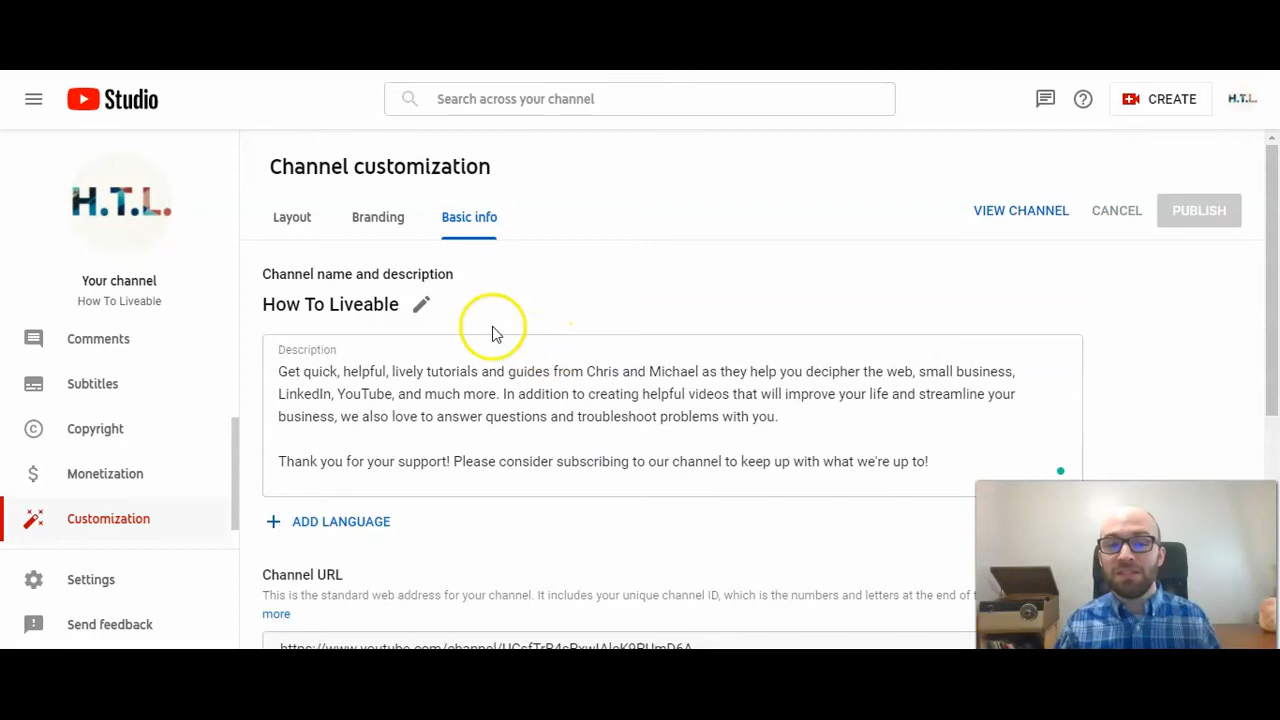 Studio
Search across your channel
CREATE
H.T.L.
H.T.L.
Your channel
How To Liveable
Comments
Subtitles
Copyright
Monetization
Customization
Settings
Send feedback
Channel customization
Layout
Branding
Basic info
VIEW CHANNEL
CANCEL
PUBLISH
Channel name and description
How To Liveable
Description
Get quick, helpful, lively tutorials and guides from Chris and Michael as they help you decipher the web, small business,
LinkedIn, YouTube, and much more. In addition to creating helpful videos that will improve your life and streamline your
business, we also love to answer questions and troubleshoot problems with you.
Thank you for your support! Please consider subscribing to our channel to keep up with what we're up to!
+ ADD LANGUAGE
Channel URL
This is the standard web address for your channel. It includes your unique channel ID, which is the numbers and letters at the end of
more